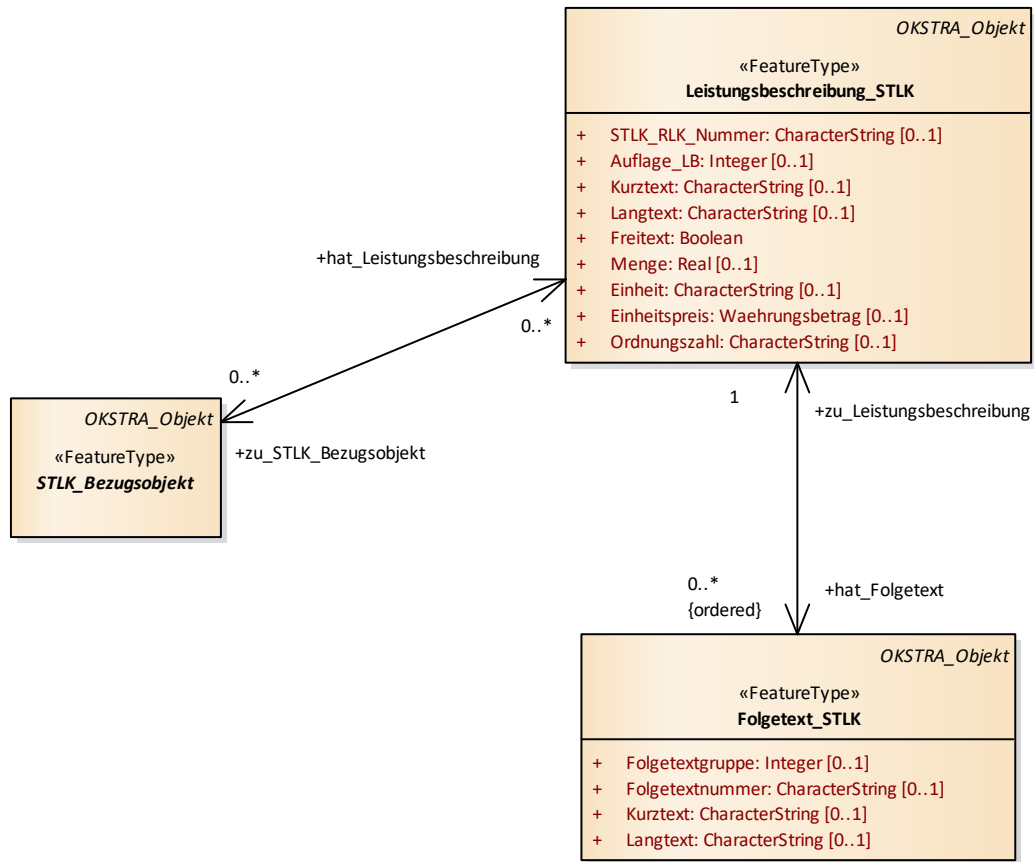 OKSTRA_Objekt
«FeatureType»
Leistungsbeschreibung_STLK
+ STLK_RLK_Nummer: CharacterString [0..1]
+ Auflage_LB: Integer [0..1]
+ Kurztext: CharacterString [0..1]
+ Langtext: CharacterString [0..1]
+ Freitext: Boolean
+ Menge: Real [0..1]
+ Einheit: CharacterString [0..1]
+ Einheitspreis: Waehrungsbetrag [0..1]
+ Ordnungszahl: CharacterString [0..1]
+hat_Leistungsbeschreibung
0..*
0..*
+zu_STLK_Bezugsobjekt
OKSTRA_Objekt
«FeatureType»
STLK_Bezugsobjekt
1
+zu_Leistungsbeschreibung
0..*
{ordered}
+hat_Folgetext
OKSTRA_Objekt
«FeatureType»
Folgetext_STLK
+ Folgetextgruppe: Integer [0..1]
+ Folgetextnummer: CharacterString [0..1]
+ Kurztext: CharacterString [0..1]
+ Langtext: CharacterString [0..1]